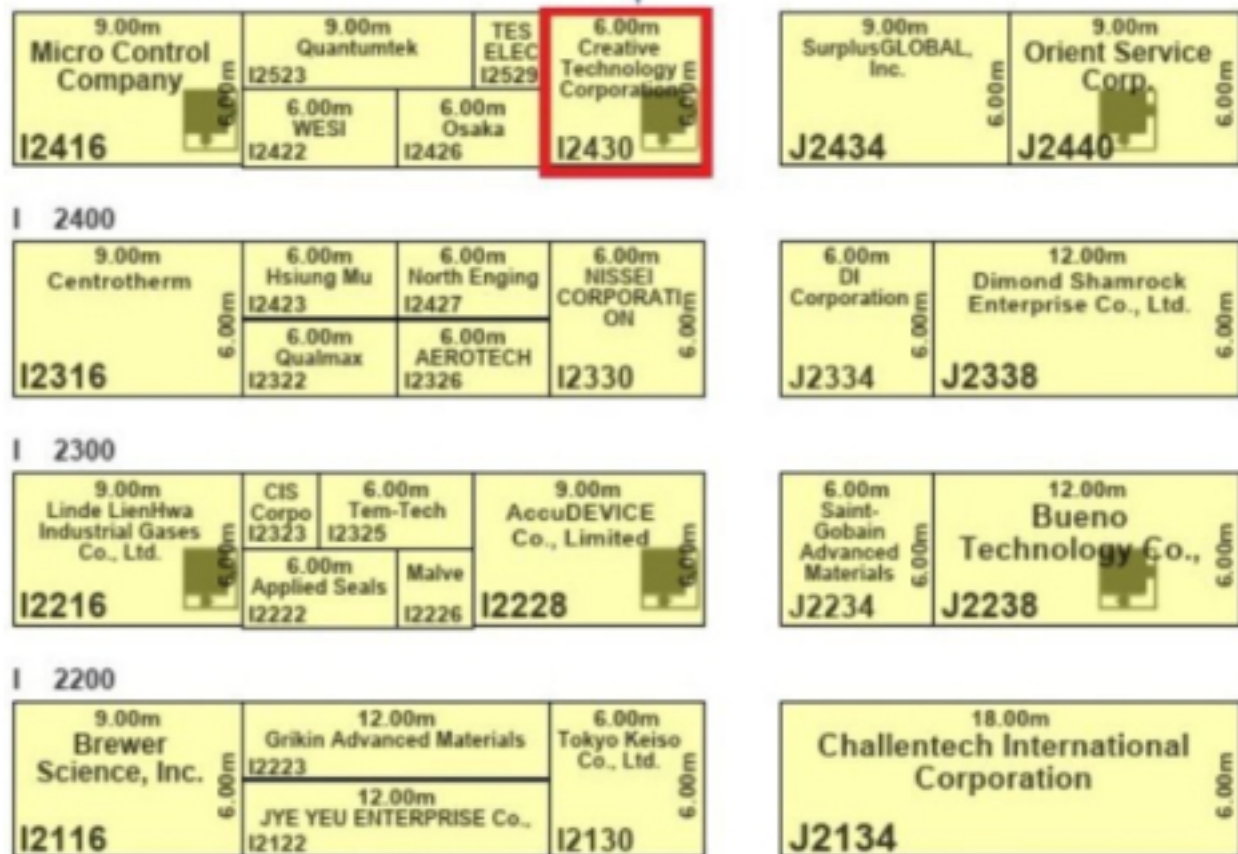 9.00m
Micro Control
Company
6.00m
I2416
9.00m
Quantumtek
I2523
TES
ELEC
I2529
6.00m
WESI
I2422
6.00m
Osaka
I2426
6.00m
Creative
Technology
Corporation
6.00m
I2430
9.00m
SurplusGLOBAL,
Inc.
6.00m
J2434
9.00m
Orient Service
Corp.
6.00m
J2440
I 2400
9.00m
Centrotherm
6.00m
I2316
6.00m
Hsiung Mu
I2423
6.00m
North Enging
I2427
6.00m
Qualmax
I2322
6.00m
AEROTECH
I2326
6.00m
NISSEI
CORPORATI
ON
6.00m
I2330
6.00m
DI
Corporation
6.00m
J2334
12.00m
Dimond Shamrock
Enterprise Co., Ltd.
6.00m
J2338
I 2300
9.00m
Linde LienHwa
Industrial Gases
Co., Ltd.
6.00m
I2216
CIS
Corpo
I2323
6.00m
Tem-Tech
I2325
6.00m
Applied Seals
I2222
Malve
I2226
9.00m
AccuDEVICE
Co., Limited
6.00m
I2228
6.00m
Saint-
Gobain
Advanced
Materials
6.00m
J2234
12.00m
Bueno
Technology Co.,
6.00m
J2238
I 2200
9.00m
Brewer
Science, Inc.
6.00m
I2116
12.00m
Grikin Advanced Materials
I2223
12.00m
JYE YEU ENTERPRISE Co.,
I2122
6.00m
Tokyo Keiso
Co., Ltd.
6.00m
I2130
18.00m
Challentech International
Corporation
6.00m
J2134